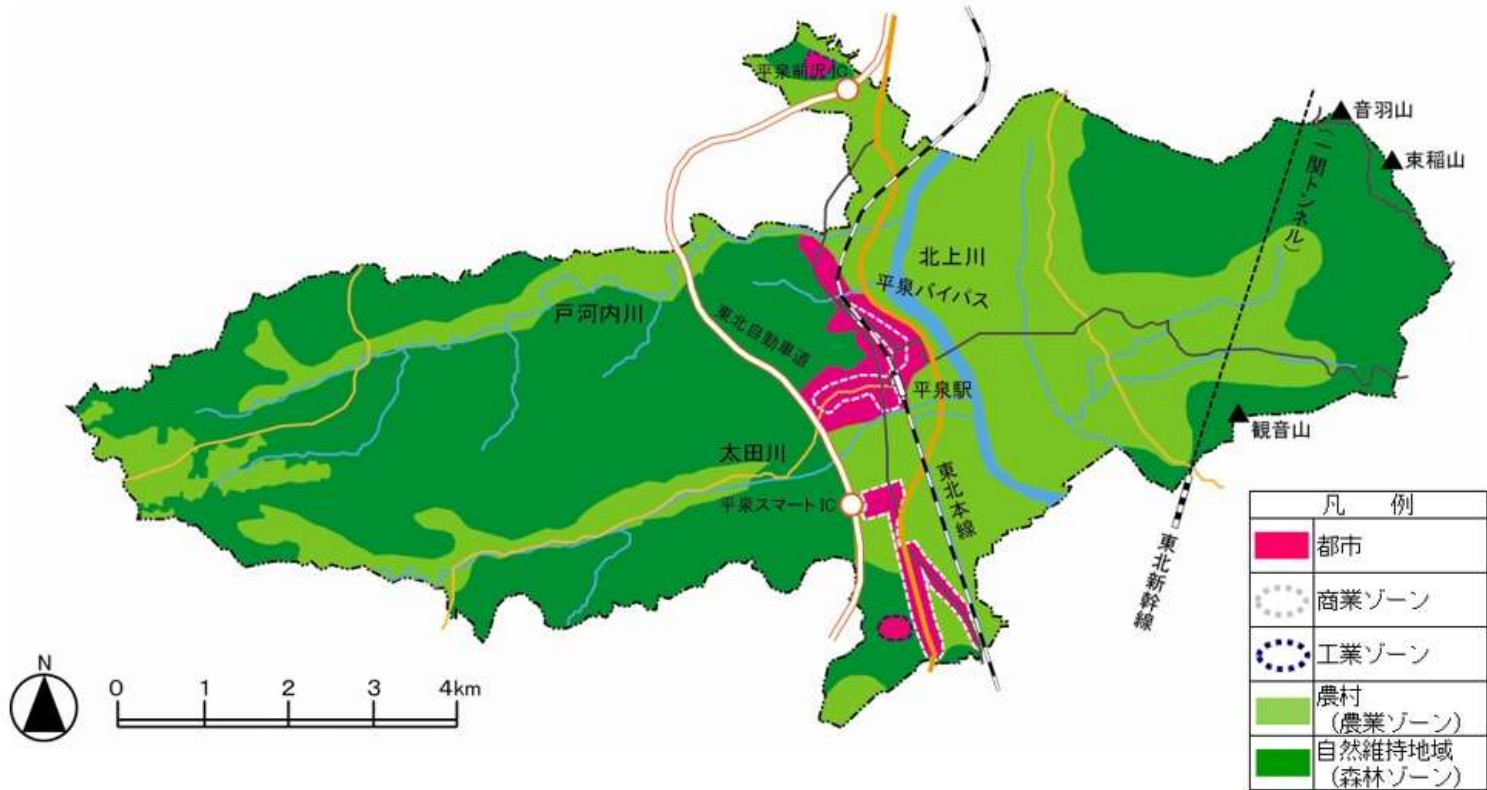 平泉前沢IC
音羽山
束稲山
(一関トンネル)
北上川
平泉バイパス
戸河内川
東北自動車道
平泉駅
観音山
太田川
平泉スマートIC
東北本線
東北新幹線
N
0 1 2 3 4km
凡 例
都市
商業ゾーン
工業ゾーン
農村
(農業ゾーン)
自然維持地域
(森林ゾーン)